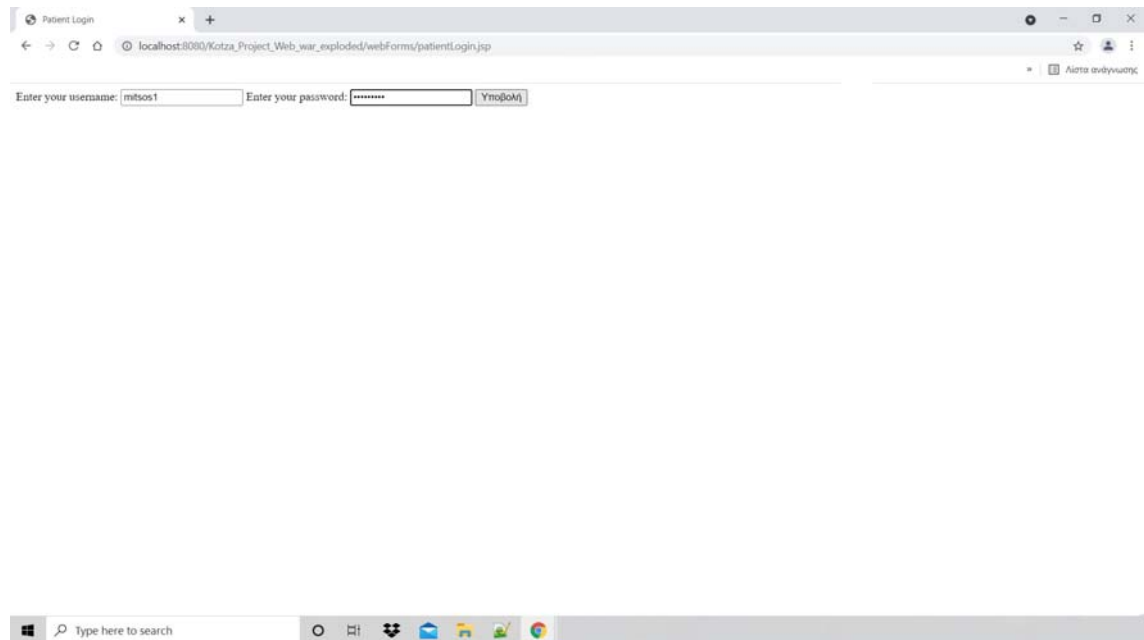 Patient Login
localhost:8080/Kotza_Project_Web_war_exploded/webForms/patientLogin.jsp
» Λίστα ανάγνωσης
Enter your username: mitsos1 Enter your password: ••••••••• Υποβολή
Type here to search